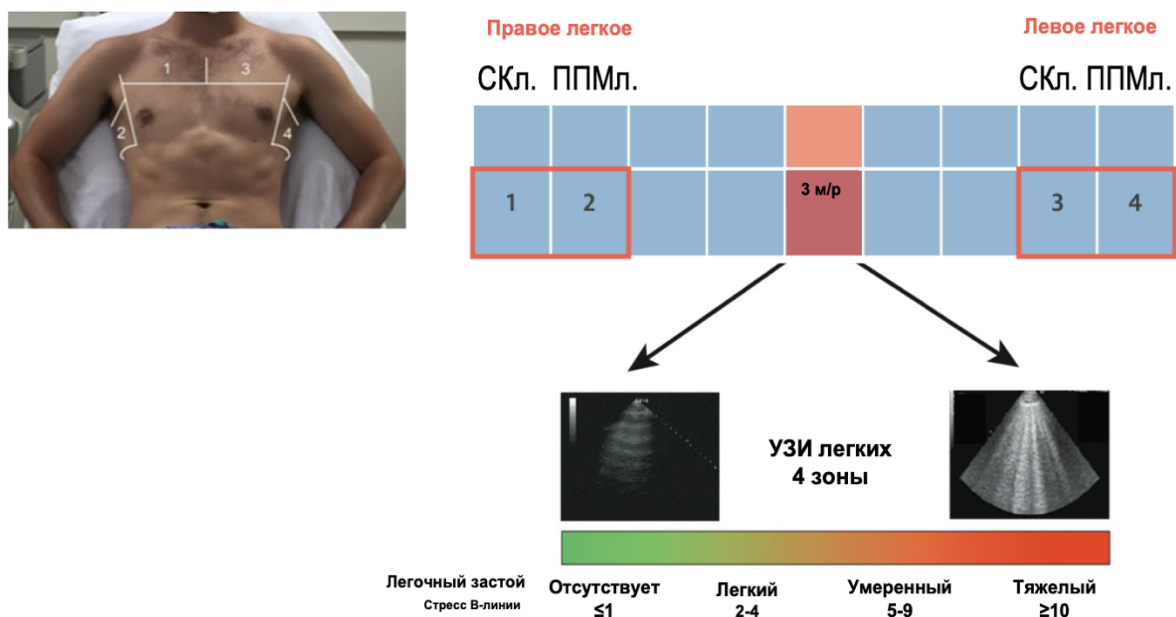 1 3
2 4
Правое легкое Левое легкое
СКл. ППМл. СКл. ППМл.
3 м/р
1 2 3 4
УЗИ легких
4 зоны
Легочный застой Отсутствует Легкий Умеренный Тяжелый
Стресс В-линии ≤1 2-4 5-9 ≥10